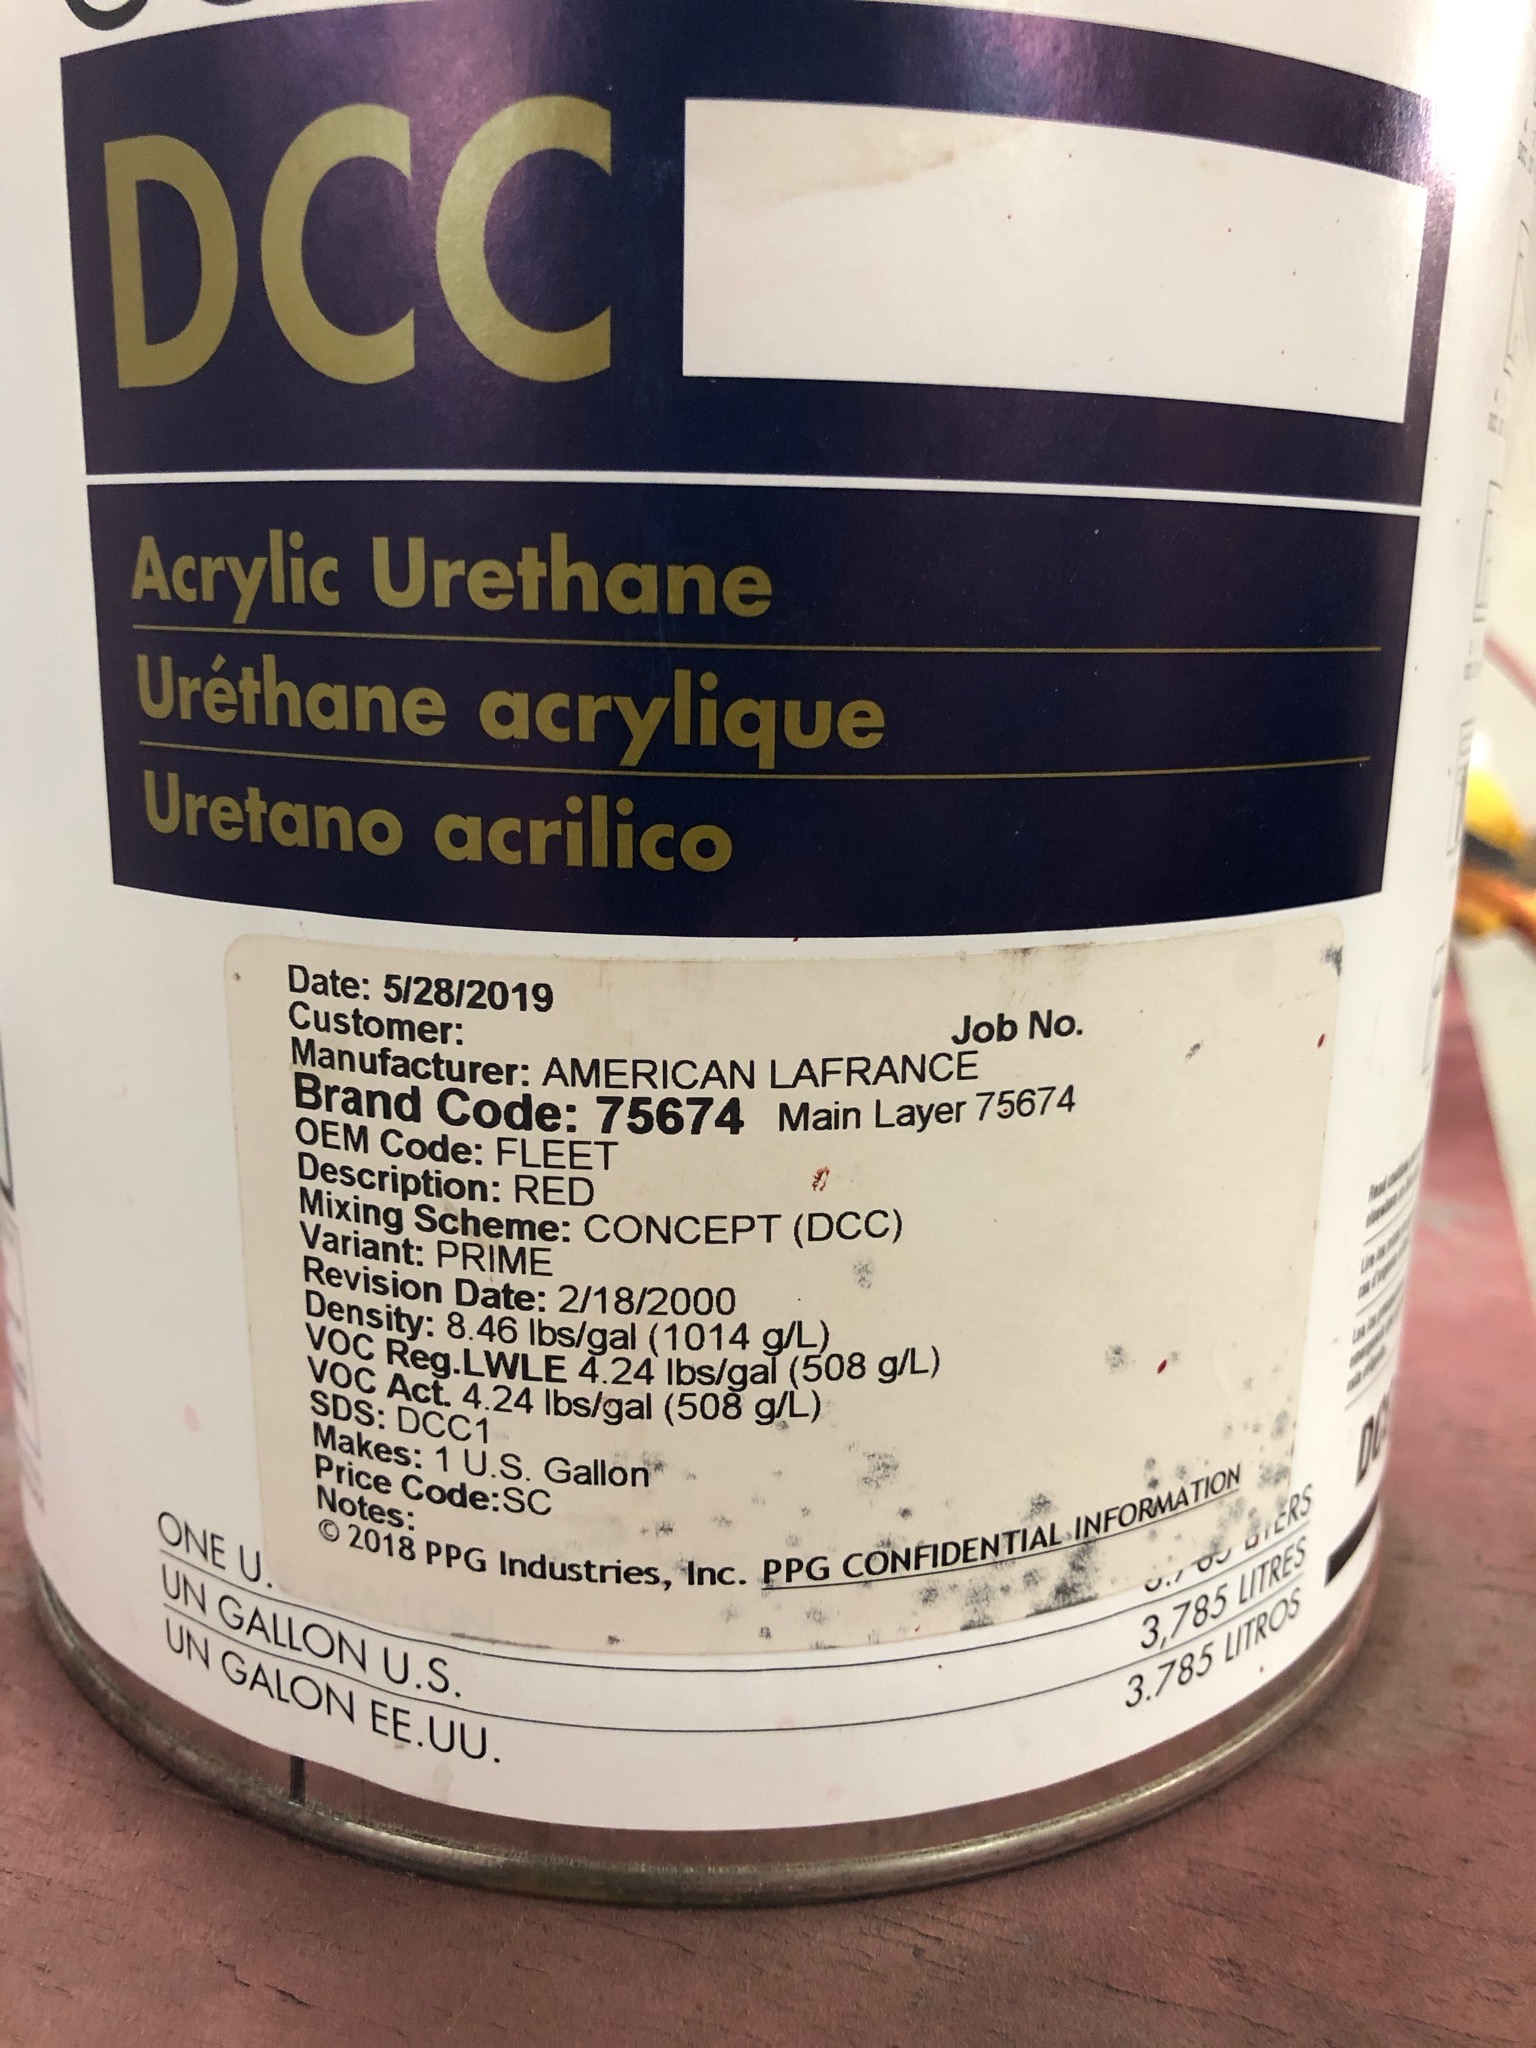 DCC
Acrylic Urethane
Uréthane acrylique
Uretano acrilico
Date: 5/28/2019
Customer: Job No.
Manufacturer: AMERICAN LAFRANCE
Brand Code: 75674 Main Layer 75674
OEM Code: FLEET
Description: RED
Mixing Scheme: CONCEPT (DCC)
Variant: PRIME
Revision Date: 2/18/2000
Density: 8.46 lbs/gal (1014 g/L)
VOC Reg.LWLE 4.24 lbs/gal (508 g/L)
VOC Act. 4.24 lbs/gal (508 g/L)
SDS: DCC1
Makes: 1 U.S. Gallon
Price Code:SC
Notes:
© 2018 PPG Industries, Inc. PPG CONFIDENTIAL INFORMATION
ONE U.
UN GALLON U.S. 3,785 LITRES
UN GALON EE.UU. 3.785 LITROS